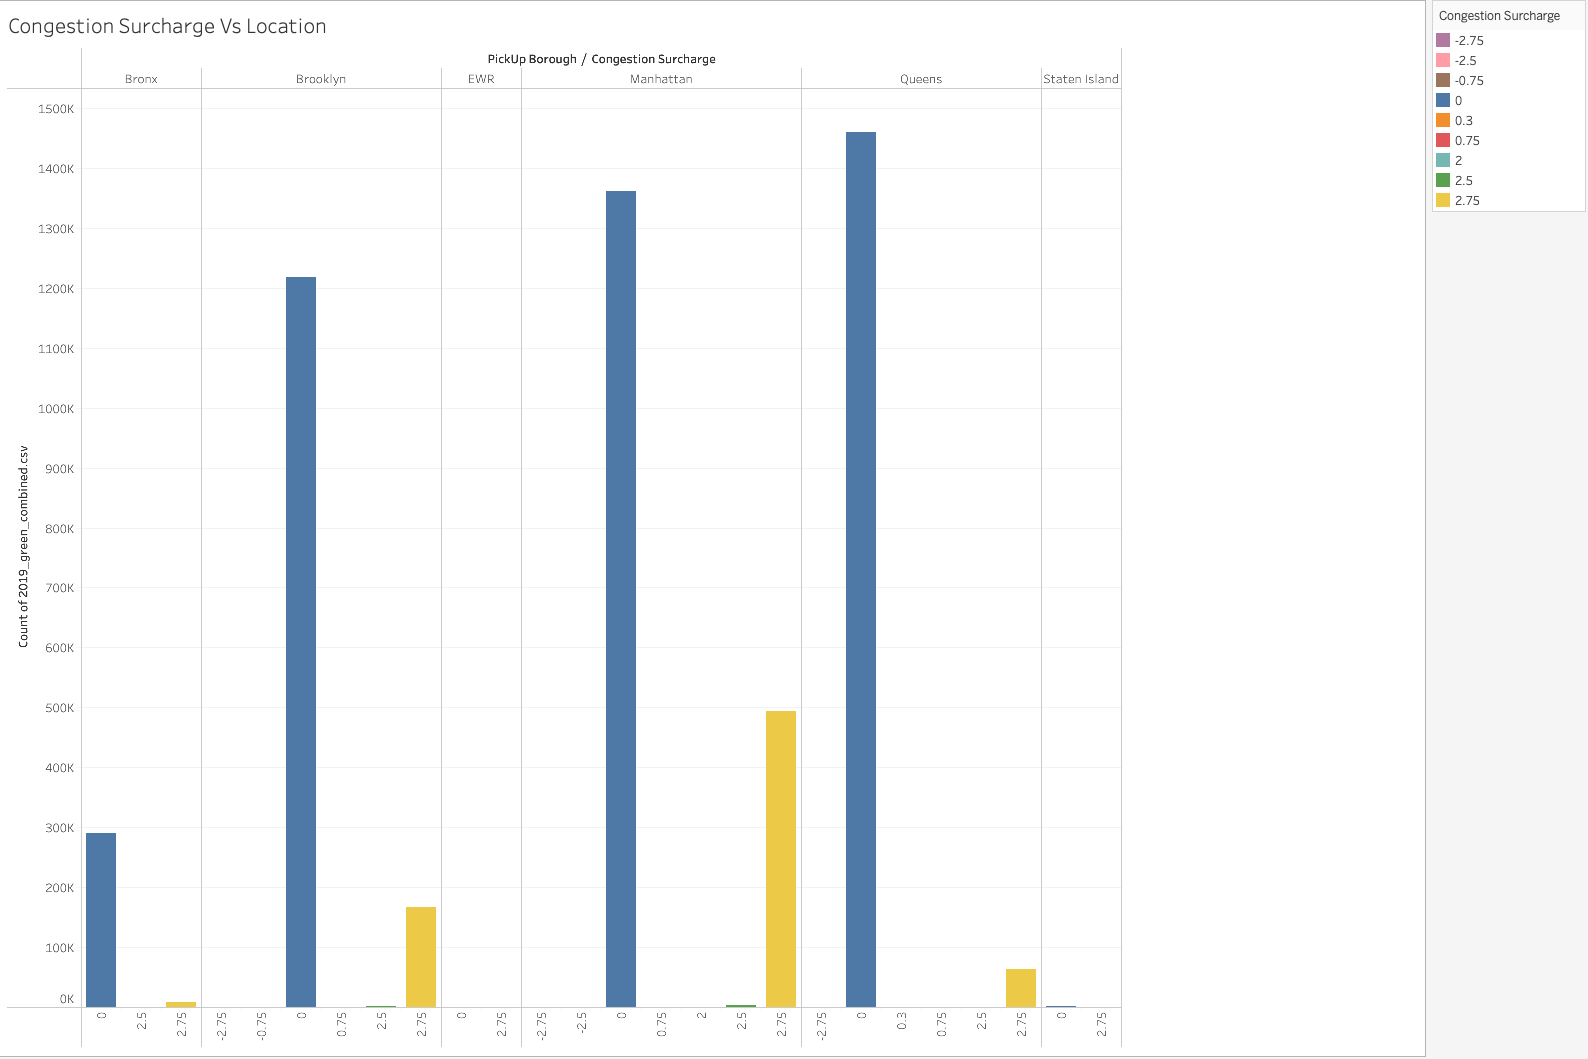 Congestion Surcharge Vs Location
PickUp Borough / Congestion Surcharge
Bronx Brooklyn EWR Manhattan Queens Staten Island
1500K
1400K
1300K
1200K
1100K
1000K
900K
800K
700K
600K
500K
400K
300K
200K
100K
0K
Count of 2019_green_combined.csv
0 2.5 2.75 -2.75 -0.75 0 0.75 2.5 2.75 0 2.75 -2.75 -2.5 0 0.75 2 2.5 2.75 -2.75 0 0.3 0.75 2.5 2.75 0 2.75
Congestion Surcharge
-2.75
-2.5
-0.75
0
0.3
0.75
2
2.5
2.75